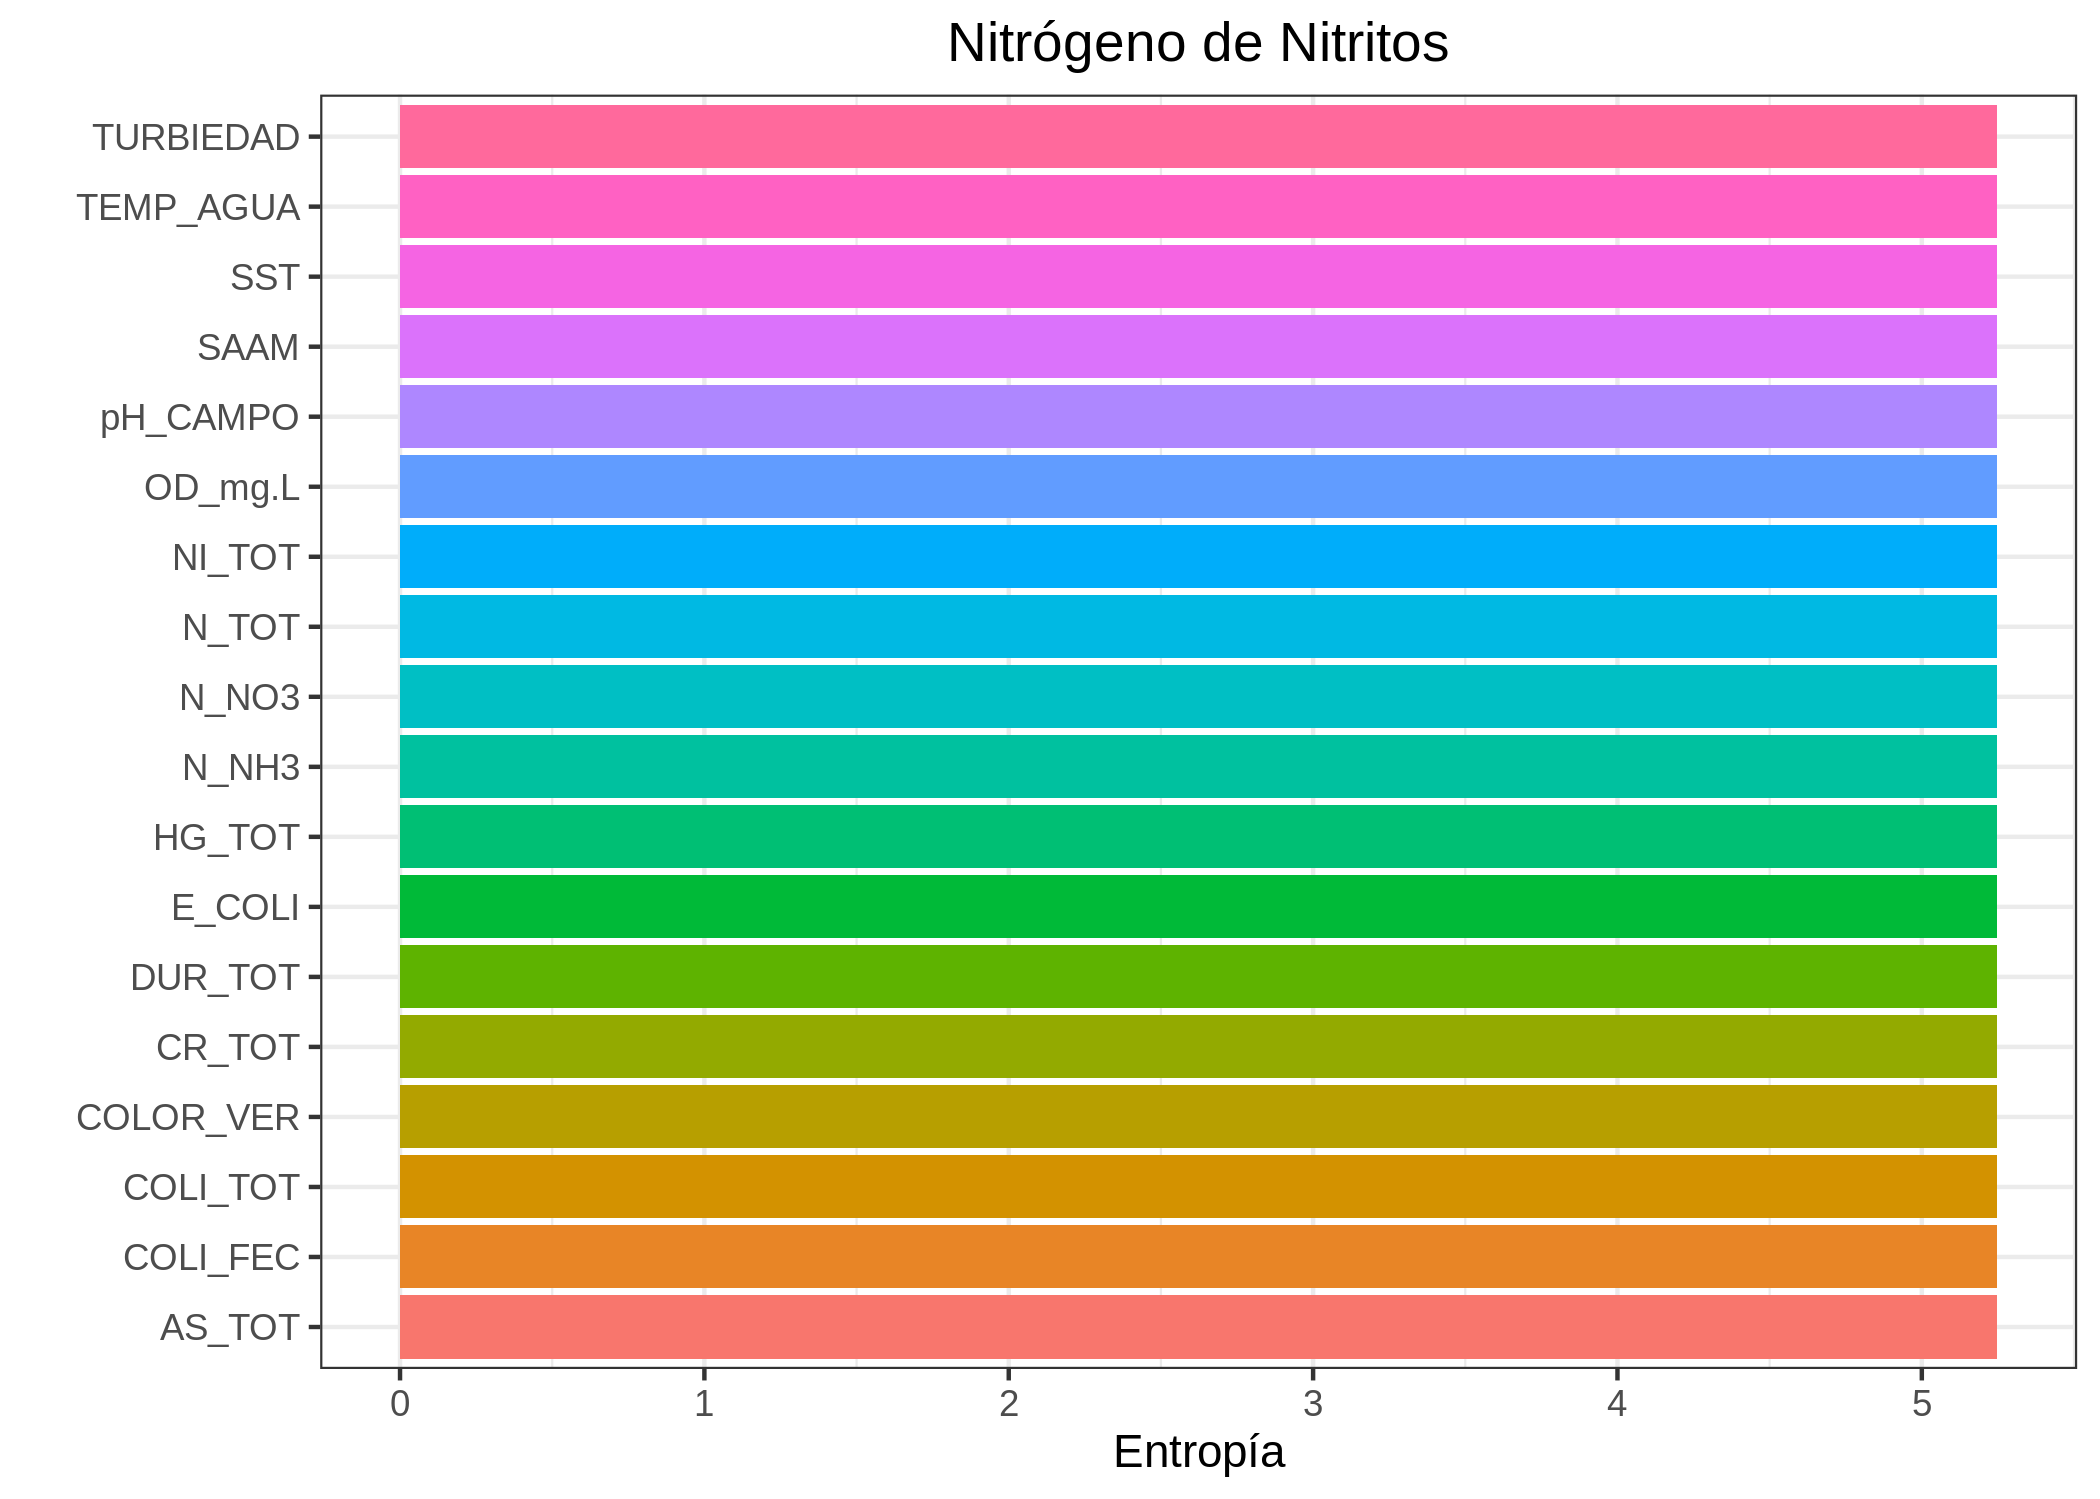 Nitrógeno de Nitritos
TURBIEDAD
TEMP_AGUA
SST
SAAM
pH_CAMPO
OD_mg.L
NI_TOT
N_TOT
N_NO3
N_NH3
HG_TOT
E_COLI
DUR_TOT
CR_TOT
COLOR_VER
COLI_TOT
COLI_FEC
AS_TOT
0 1 2 3 4 5
Entropía